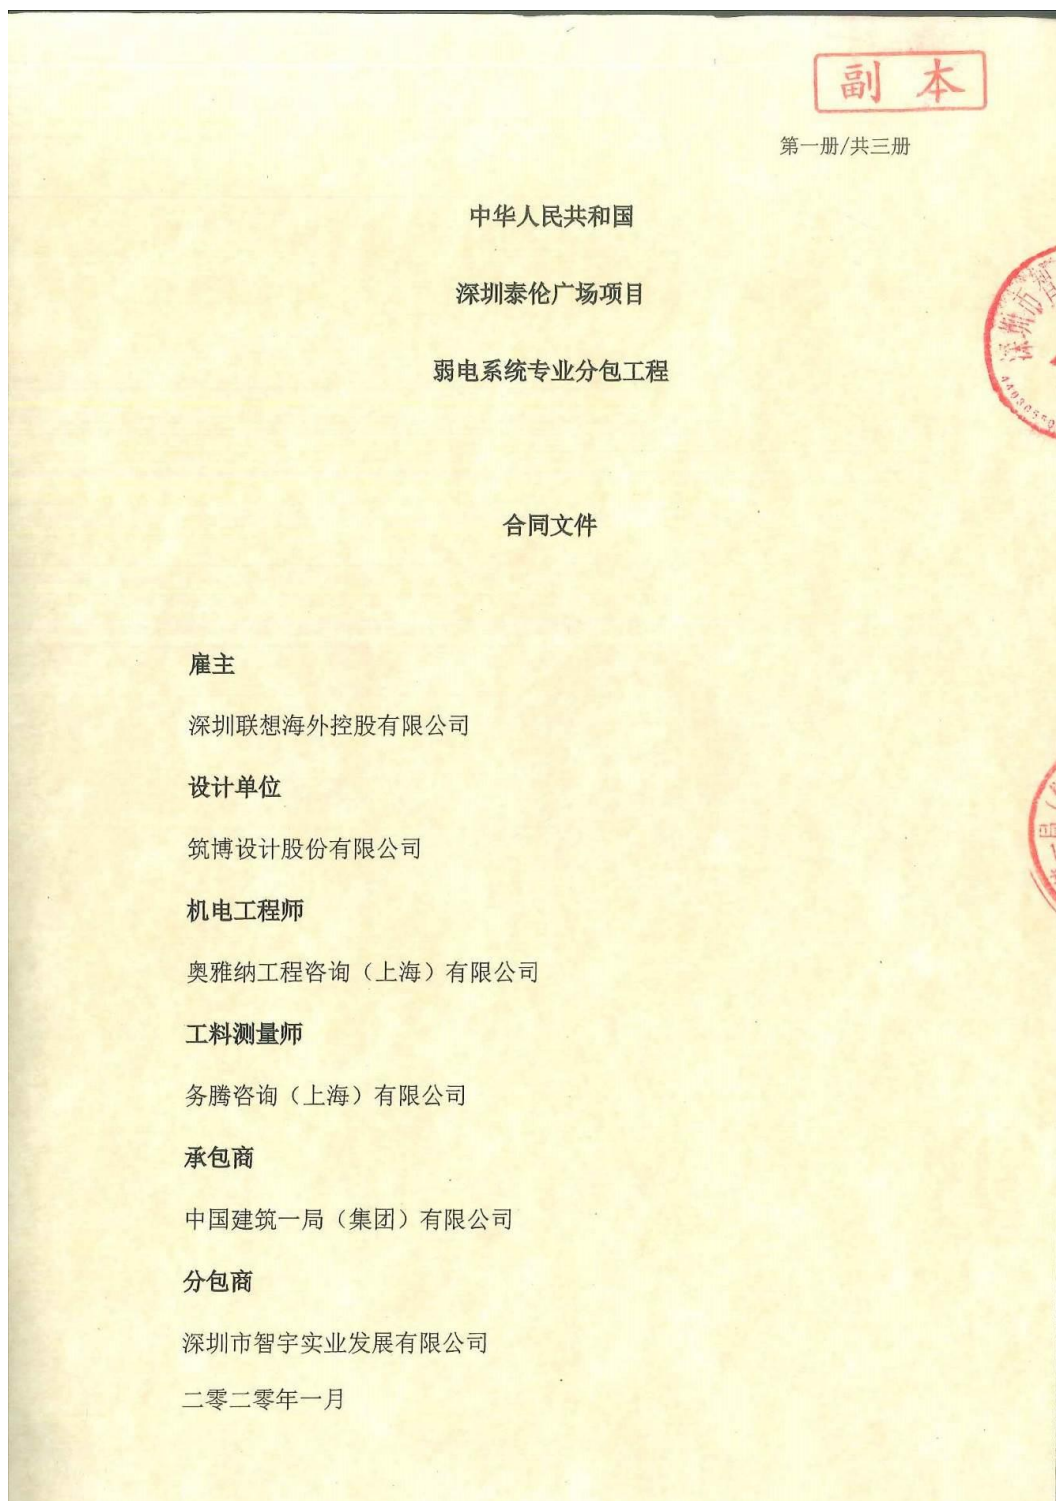 副 本
第一册/共三册
中华人民共和国
深圳泰伦广场项目
弱电系统专业分包工程
合同文件
雇主
深圳联想海外控股有限公司
设计单位
筑博设计股份有限公司
机电工程师
奥雅纳工程咨询（上海）有限公司
工料测量师
务腾咨询（上海）有限公司
承包商
中国建筑一局（集团）有限公司
分包商
深圳市智宇实业发展有限公司
二零二零年一月
深圳市智